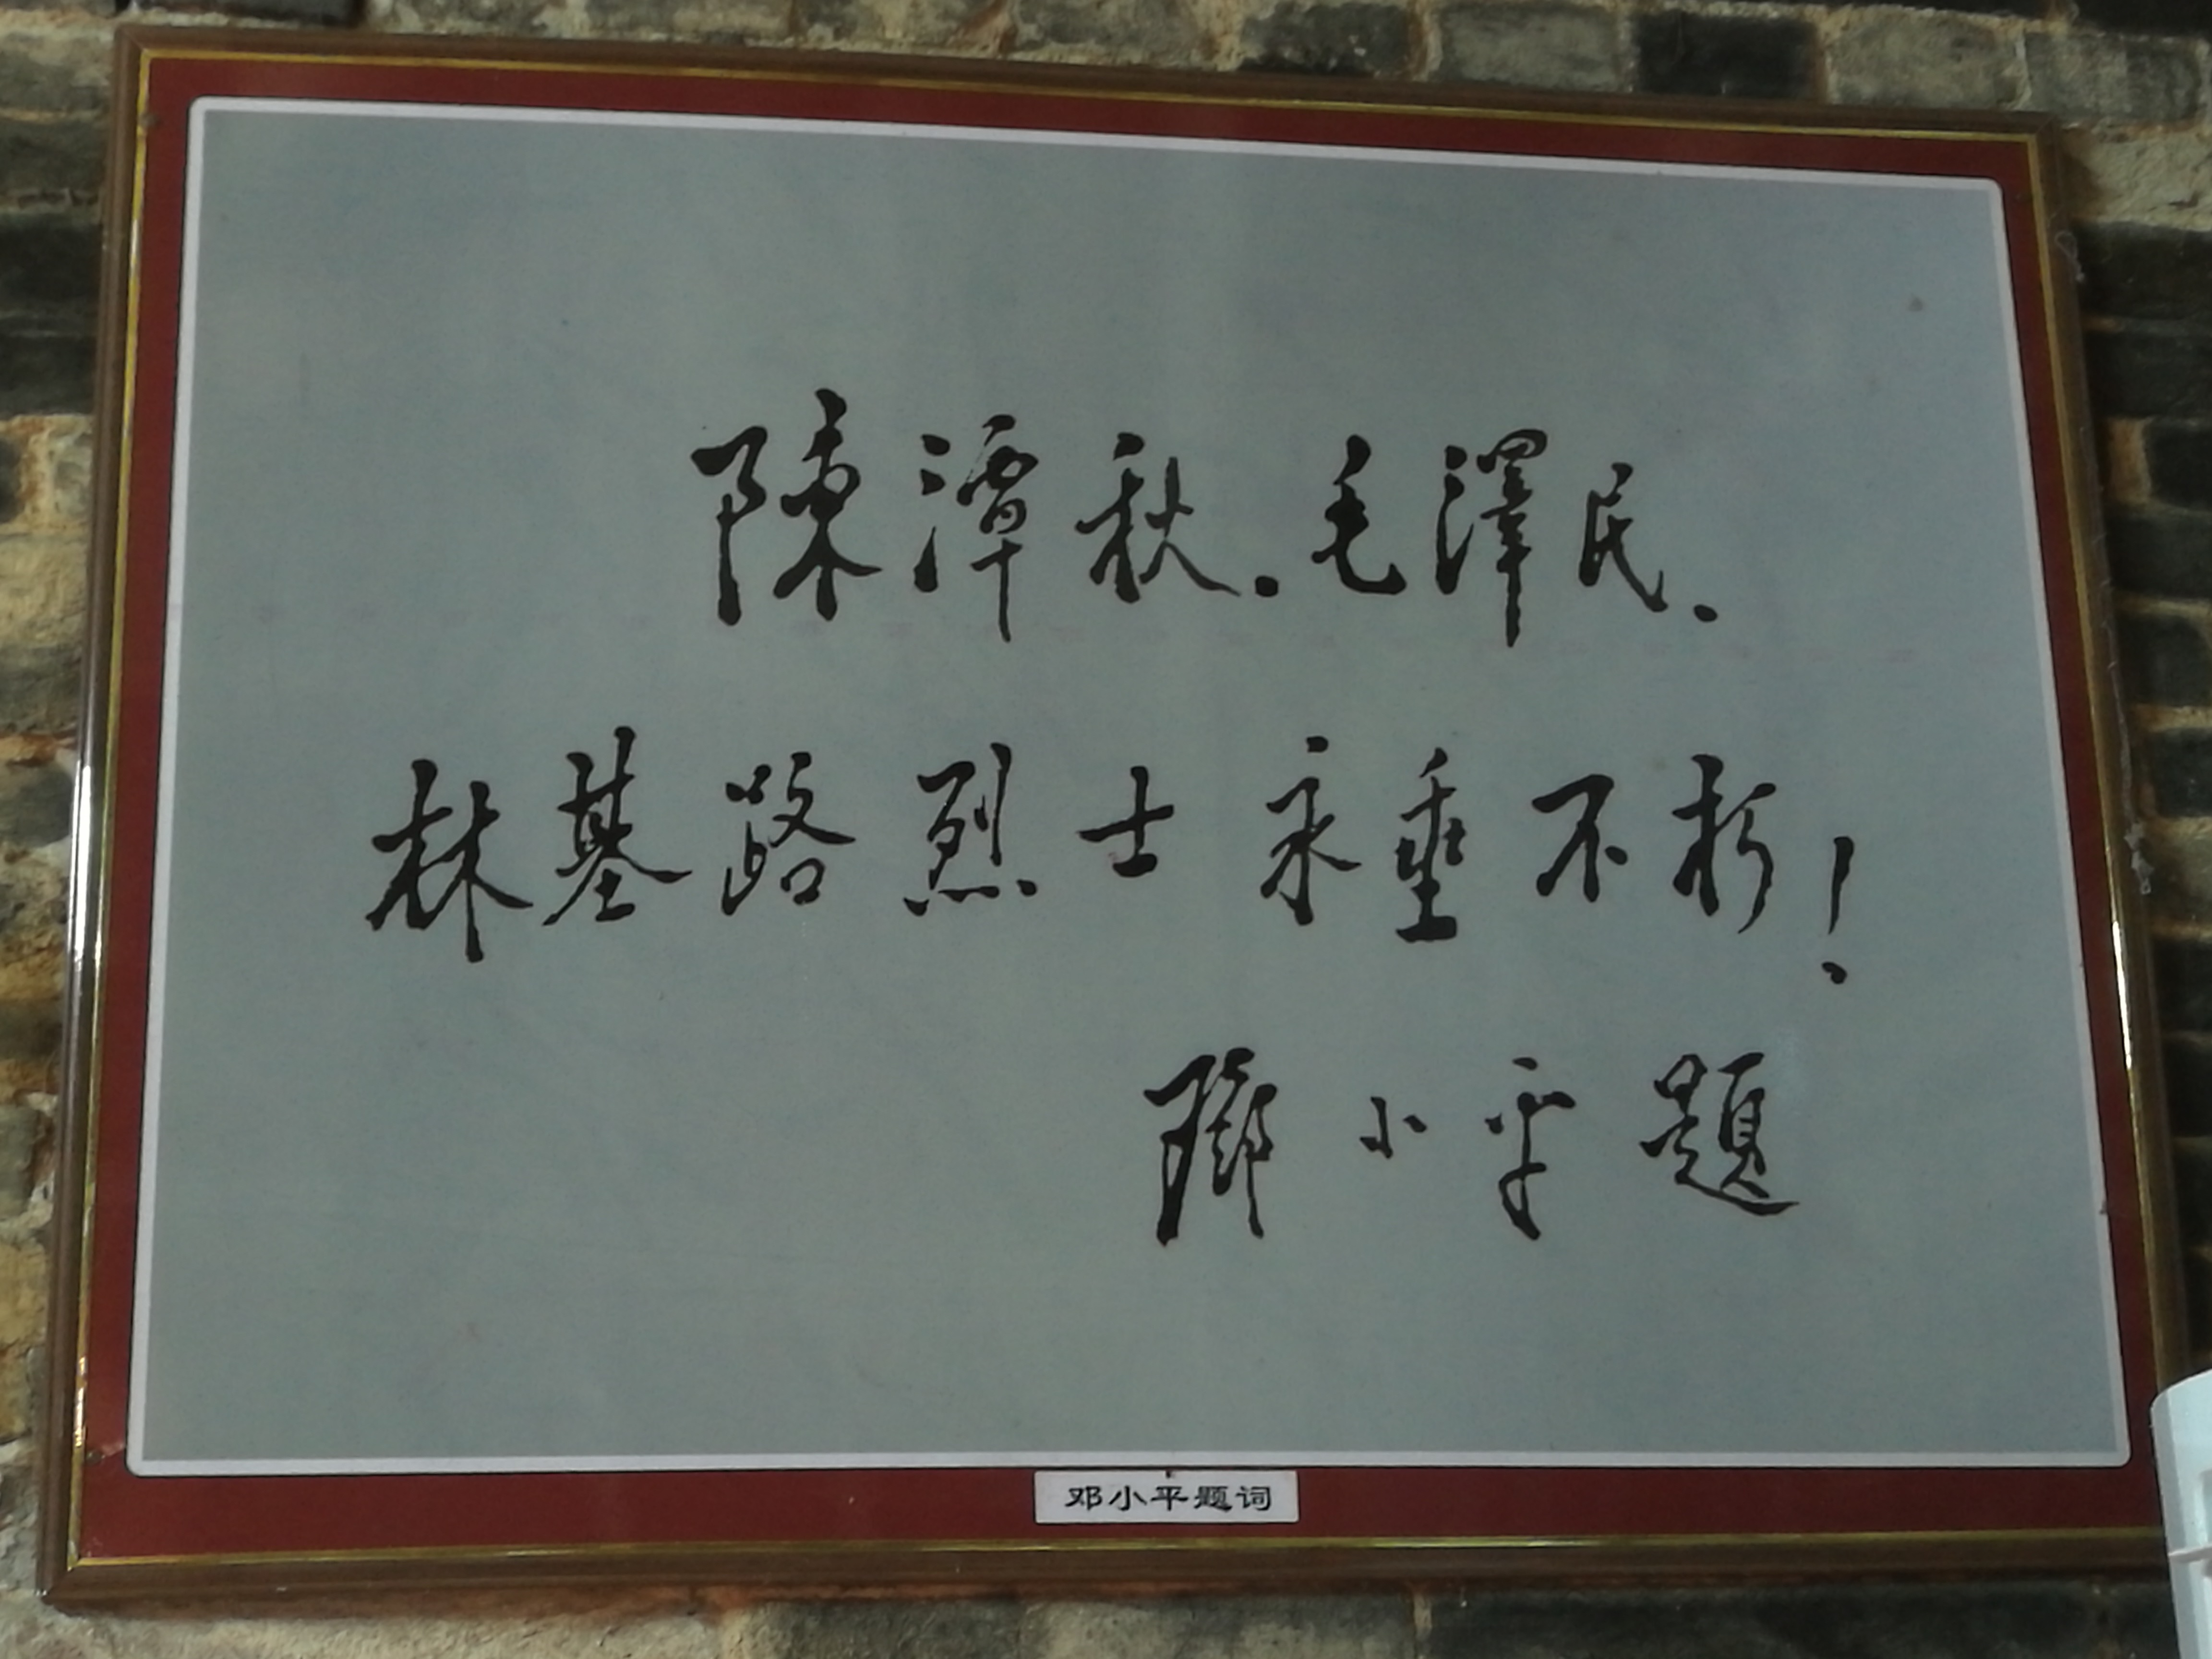 陳潭秋.毛澤民.
林基路烈士永垂不朽!
鄧小平題
邓小平题词